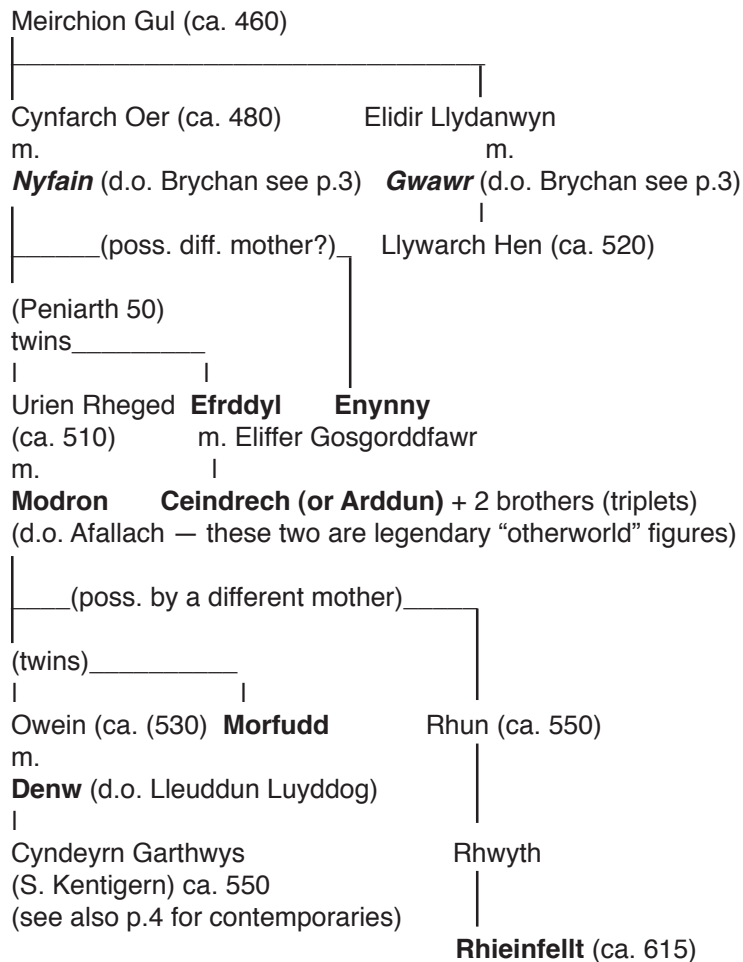 Meirchion Gul (ca. 460)
Cynfarch Oer (ca. 480) Elidir Llydanwyn
m. m.
Nyfain (d.o. Brychan see p.3) Gwawr (d.o. Brychan see p.3)
(poss. diff. mother?) Llywarch Hen (ca. 520)
(Peniarth 50)
twins
Urien Rheged Efrddyl Enynny
(ca. 510) m. Eliffer Gosgorddfawr
m.
Modron Ceindrech (or Arddun) + 2 brothers (triplets)
(d.o. Afallach — these two are legendary “otherworld” figures)
(poss. by a different mother)
(twins)
Owein (ca. (530) Morfudd Rhun (ca. 550)
m.
Denw (d.o. Lleuddun Luyddog)
Cyndeyrn Garthwys Rhwyth
(S. Kentigern) ca. 550
(see also p.4 for contemporaries)
Rhieinfellt (ca. 615)